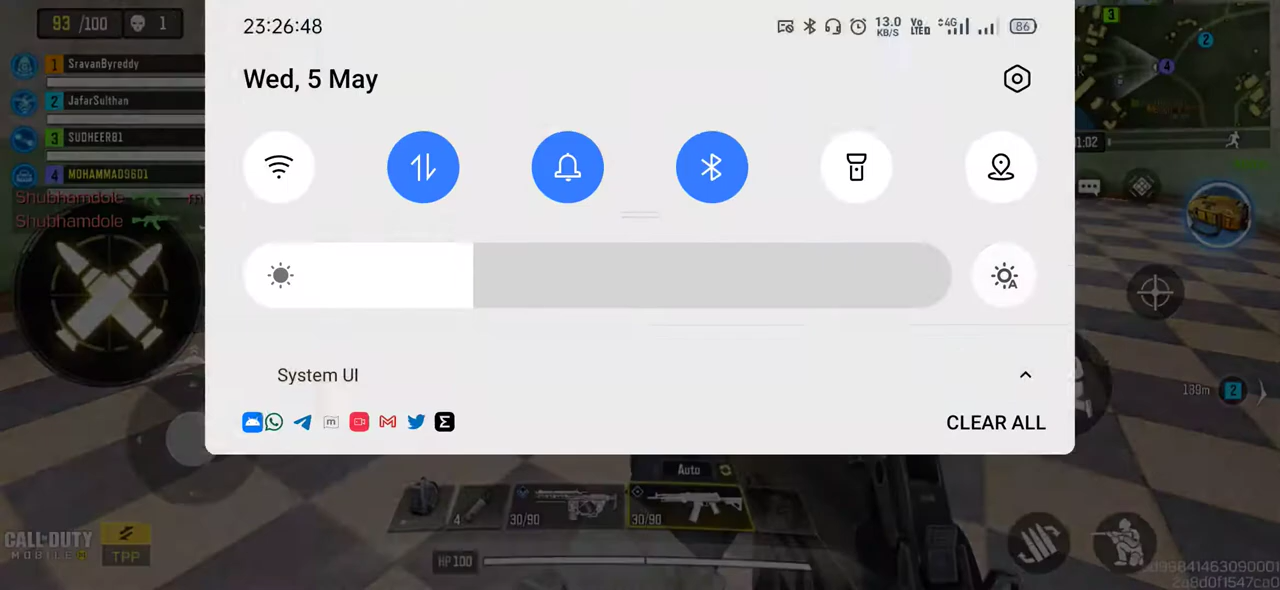 93 /100 1
23:26:48
13.0 KB/S Vo LTE 4G 86
Wed, 5 May
3
2
4
1 SravanByreddy
2 JafarSulthan
3 SUDHEER81
4 MOHAMMAD9601
1:02
Shubhamdole
Shubhamdole
A
System UI
139m 2
m
CLEAR ALL
Auto
4
30/90
30/90
CALL OF DUTY
MOBILE
TPP
HP 100
2a8d0f1547ca0